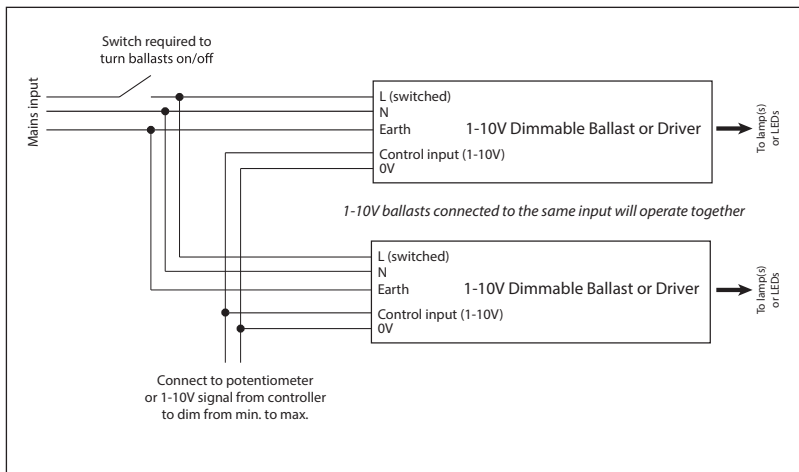 Switch required to
turn ballasts on/off
Mains input
L (switched)
N
Earth
1-10V Dimmable Ballast or Driver
Control input (1-10V)
0V
To lamp(s)
or LEDs
1-10V ballasts connected to the same input will operate together
L (switched)
N
Earth
1-10V Dimmable Ballast or Driver
Control input (1-10V)
0V
To lamp(s)
or LEDs
Connect to potentiometer
or 1-10V signal from controller
to dim from min. to max.